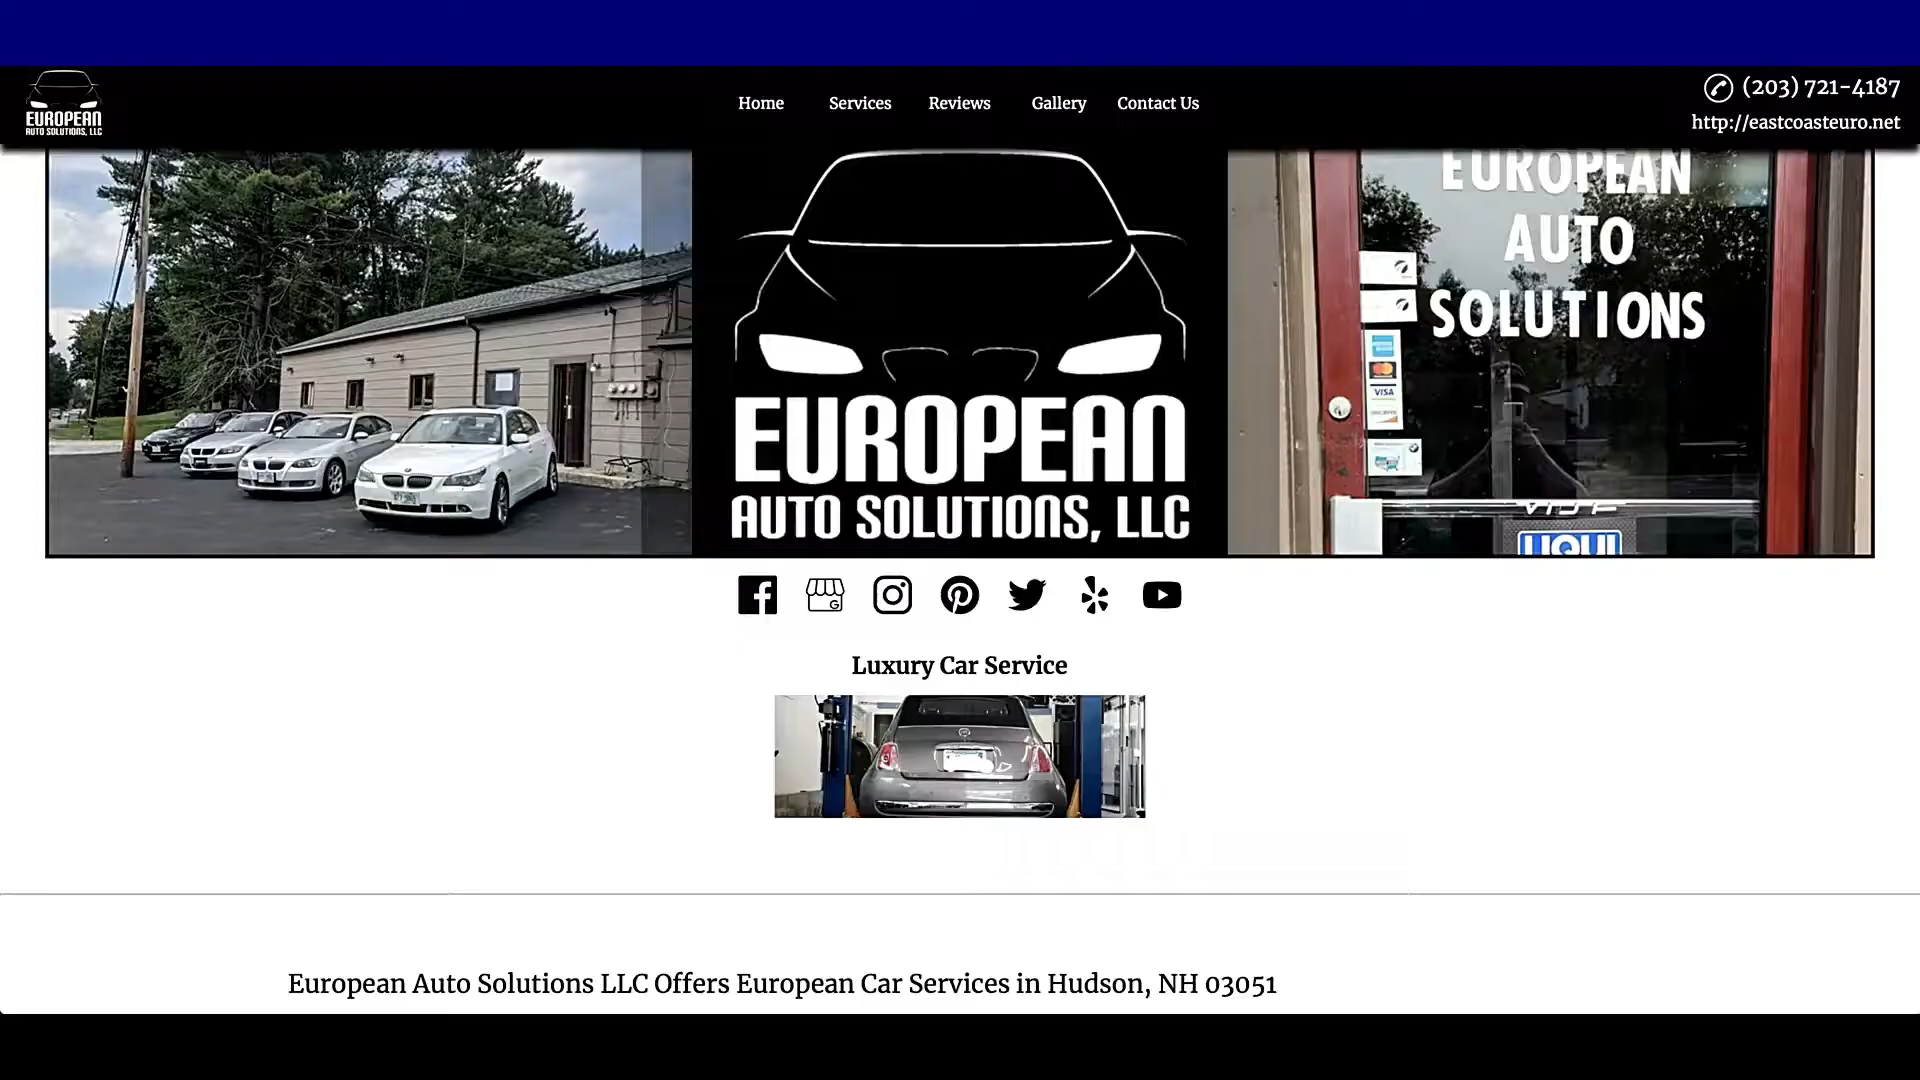 EUROPEAN
AUTO SOLUTIONS, LLC
Home Services Reviews Gallery Contact Us
(203) 721-4187
http://eastcoasteuro.net
EUROPEAN
AUTO
SOLUTIONS
VISA
EUROPEAN
AUTO SOLUTIONS, LLC
LIQUI
G
Luxury Car Service
European Auto Solutions LLC Offers European Car Services in Hudson, NH 03051